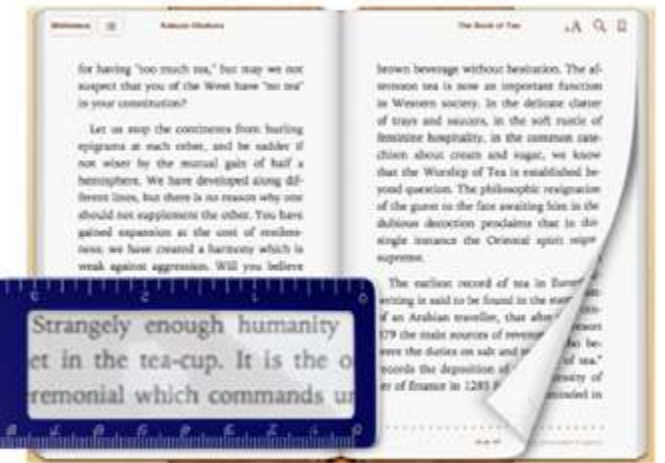 Biblioteca
Kakuzo Okakura
The Book of Tea
AA
for having "too much tea," but may we not
suspect that you of the West have "no tea"
in your constitution?
Let us stop the continents from hurling
epigrams at each other, and be sadder if
not wiser by the mutual gain of half a
hemisphere. We have developed along dif-
ferent lines, but there is no reason why one
should not supplement the other. You have
gained expansion at the cost of restless-
ness; we have created a harmony which is
weak against aggression. Will you believe
Strangely enough humanity
et in the tea-cup. It is the o
remonial which commands un
brown beverage without hesitation. The af-
ternoon tea is now an important function
in Western society. In the delicate clatter
of trays and saucers, in the soft rustle of
feminine hospitality, in the common cate-
chism about cream and sugar, we know
that the Worship of Tea is established be-
yond question. The philosophic resignation
of the guest to the fate awaiting him in the
dubious decoction proclaims that in this
single instance the Oriental spirit reigns
supreme.
The earliest record of tea in
writing is said to be found in the
of an Arabian traveller, that after
879 the main sources of
were the duties on salt and of tea."
records the deposition of
er of finance in 1285